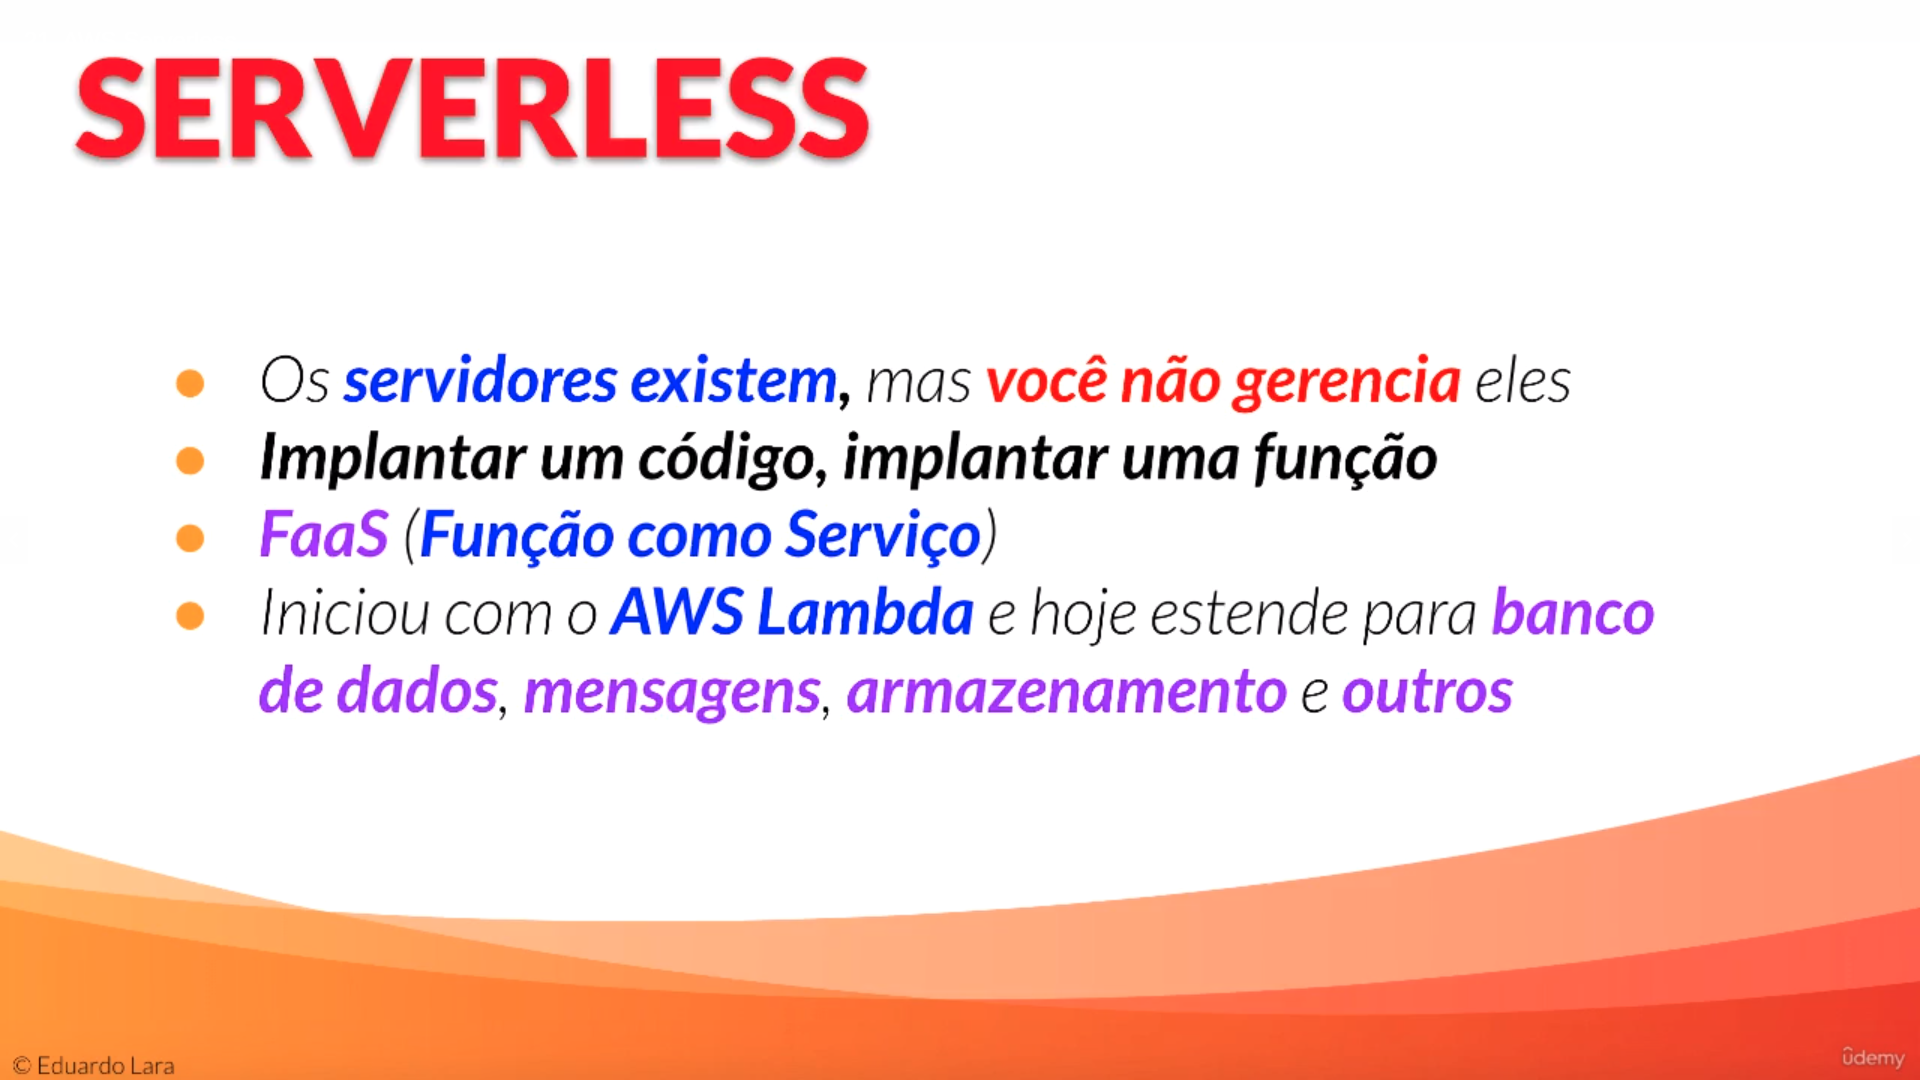 SERVERLESS
● Os servidores existem, mas você não gerencia eles
● Implantar um código, implantar uma função
● FaaS (Função como Serviço)
● Iniciou com o AWS Lambda e hoje estende para banco
de dados, mensagens, armazenamento e outros
© Eduardo Lara
ûdemy